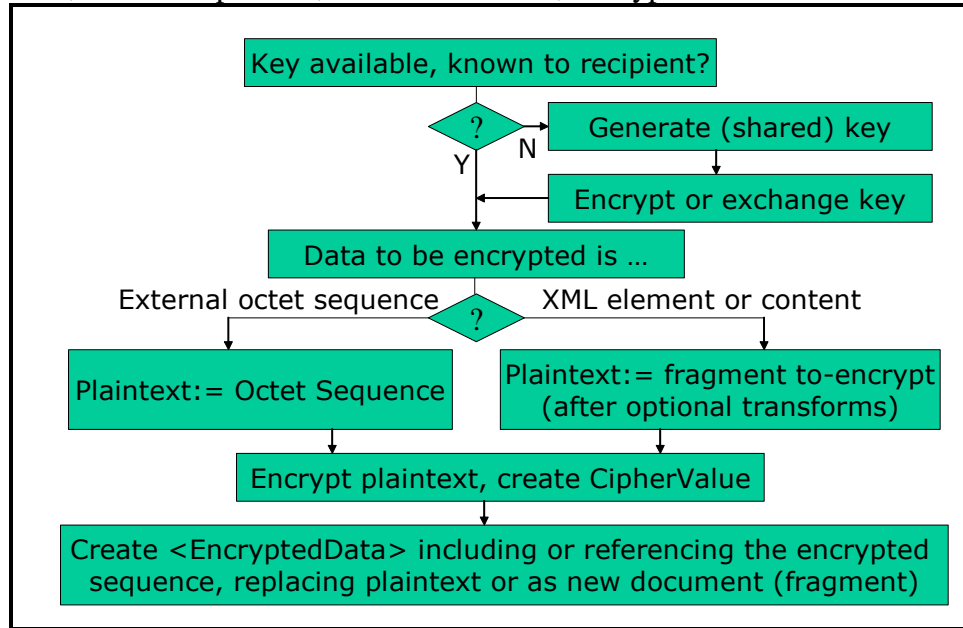 Key available, known to recipient?
?
N
Generate (shared) key
Y
Encrypt or exchange key
Data to be encrypted is …
External octet sequence
?
XML element or content
Plaintext:= Octet Sequence
Plaintext:= fragment to-encrypt
(after optional transforms)
Encrypt plaintext, create CipherValue
Create <EncryptedData> including or referencing the encrypted
sequence, replacing plaintext or as new document (fragment)